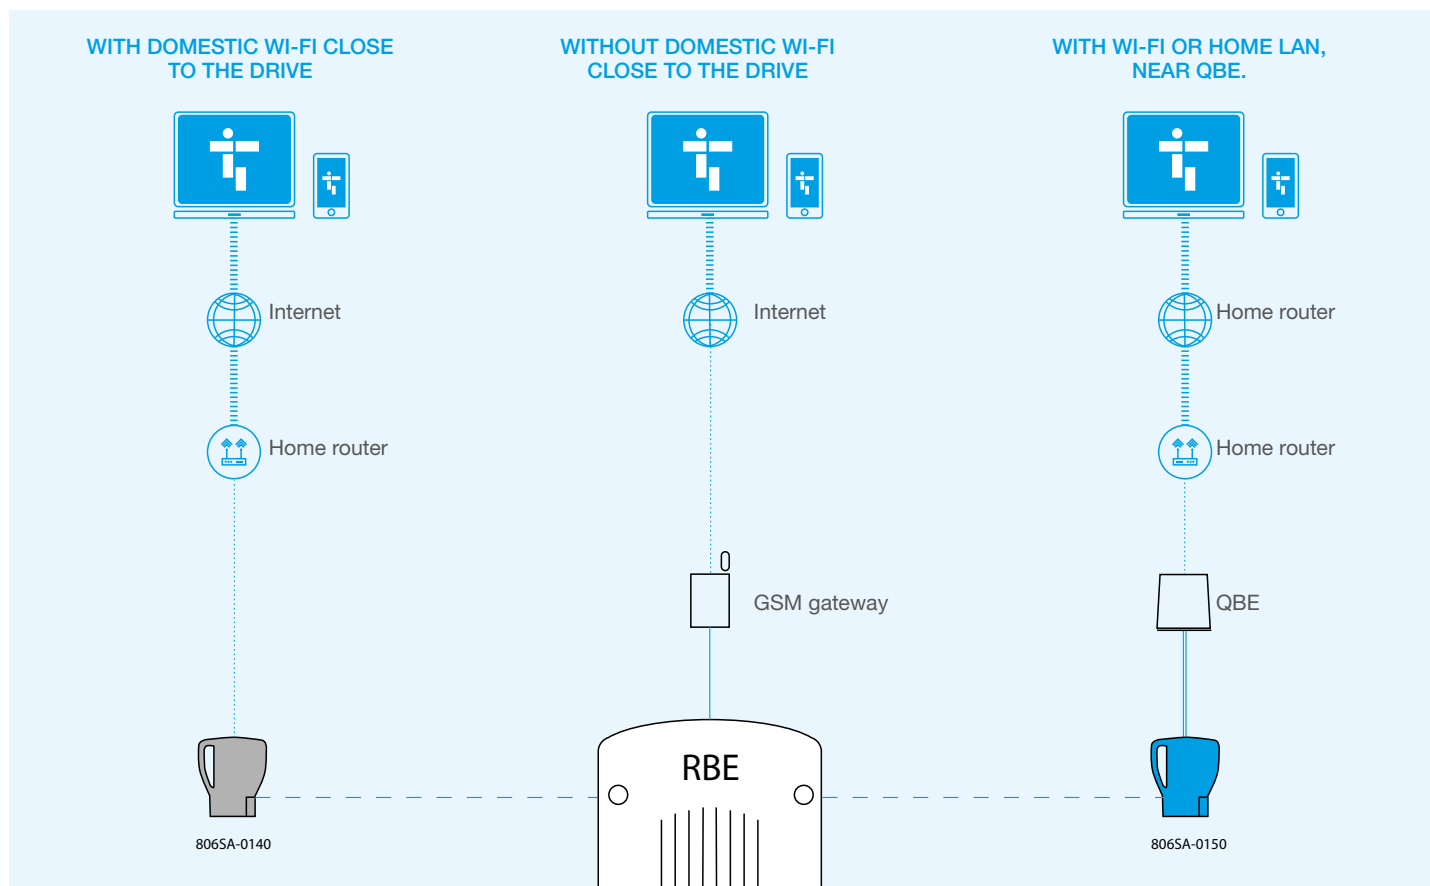 WITH DOMESTIC WI-FI CLOSE
TO THE DRIVE
Internet
Home router
806SA-0140
WITHOUT DOMESTIC WI-FI
CLOSE TO THE DRIVE
Internet
GSM gateway
RBE
WITH WI-FI OR HOME LAN,
NEAR QBE.
Home router
Home router
QBE
806SA-0150